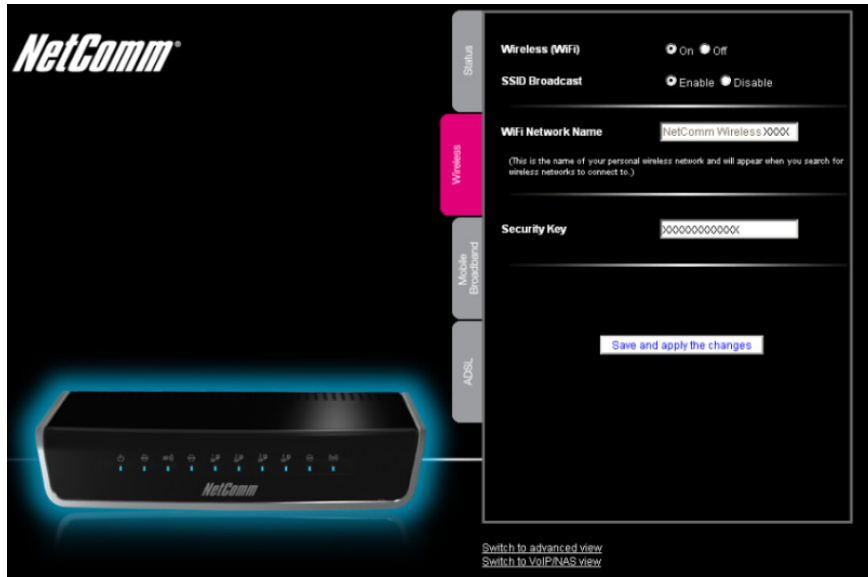 NetComm
Status
Wireless
Mobile
Broadband
ADSL
Wireless (WiFi) On Off
SSID Broadcast Enable Disable
WiFi Network Name NetComm Wireless XXXX
(This is the name of your personal wireless network and will appear when you search for
wireless networks to connect to.)
Security Key XXXXXXXXXXXX
Save and apply the changes
NetComm
Switch to advanced view
Switch to VoIP/NAS view